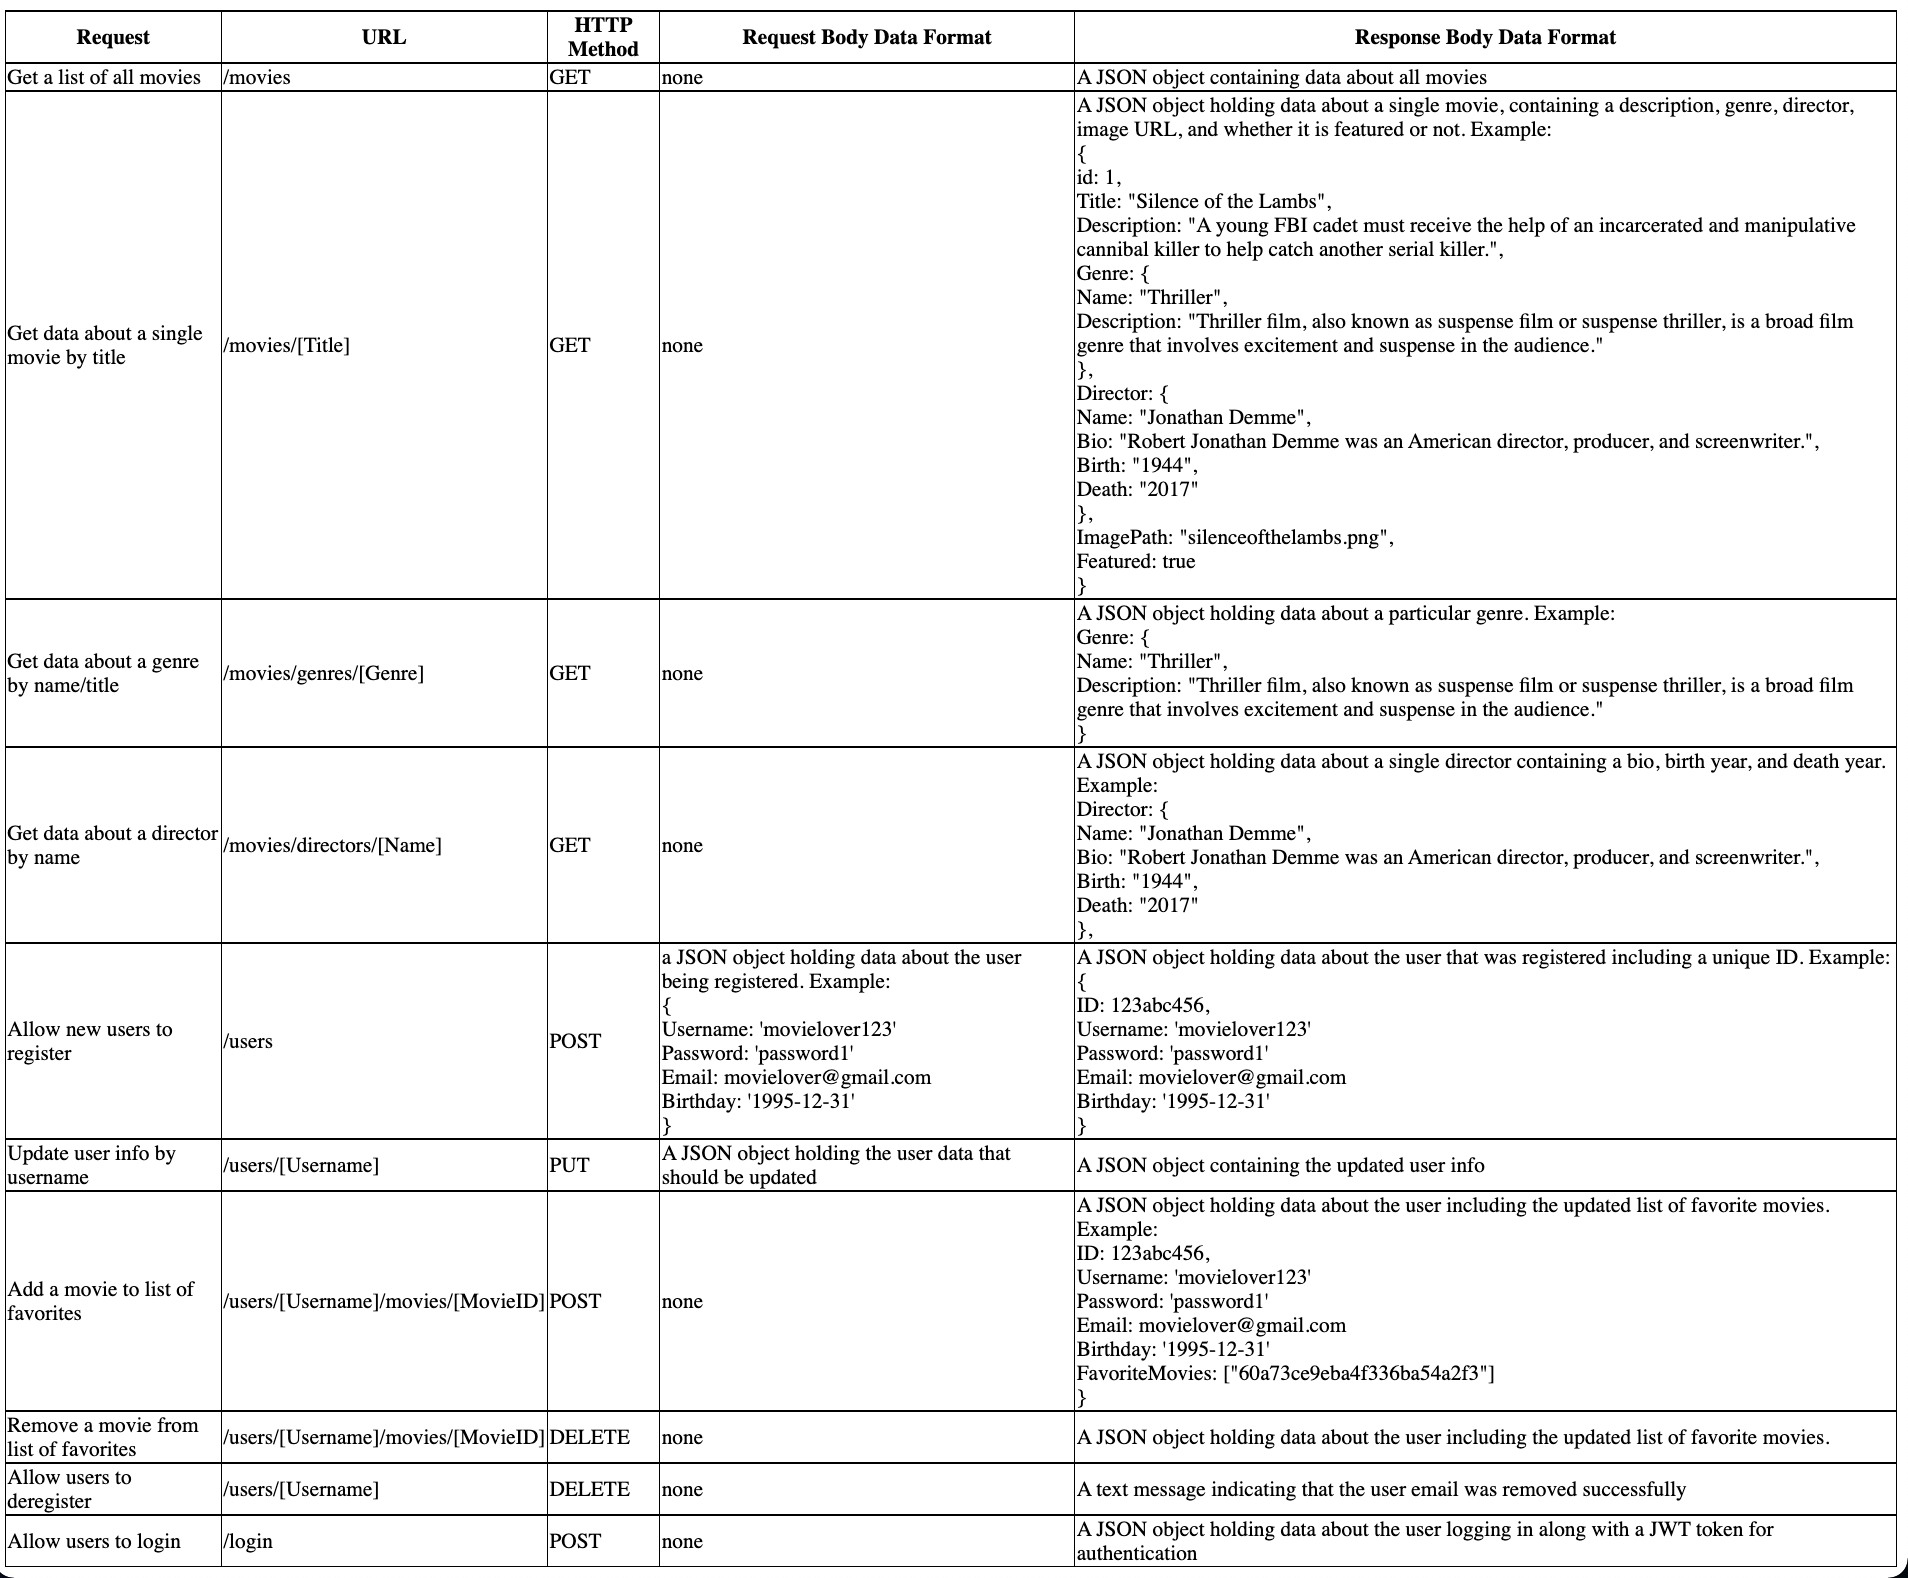 Request URL HTTP Method Request Body Data Format Response Body Data Format
Get a list of all movies /movies GET none A JSON object containing data about all movies
Get data about a single
movie by title
/movies/[Title]
GET
none
A JSON object holding data about a single movie, containing a description, genre, director,
image URL, and whether it is featured or not. Example:
{
id: 1,
Title: "Silence of the Lambs",
Description: "A young FBI cadet must receive the help of an incarcerated and manipulative
cannibal killer to help catch another serial killer.",
Genre: {
Name: "Thriller",
Description: "Thriller film, also known as suspense film or suspense thriller, is a broad film
genre that involves excitement and suspense in the audience."
},
Director: {
Name: "Jonathan Demme",
Bio: "Robert Jonathan Demme was an American director, producer, and screenwriter.",
Birth: "1944",
Death: "2017"
},
ImagePath: "silenceofthelambs.png",
Featured: true
}
Get data about a genre
by name/title
/movies/genres/[Genre]
GET
none
A JSON object holding data about a particular genre. Example:
Genre: {
Name: "Thriller",
Description: "Thriller film, also known as suspense film or suspense thriller, is a broad film
genre that involves excitement and suspense in the audience."
}
Get data about a director
by name
/movies/directors/[Name]
GET
none
A JSON object holding data about a single director containing a bio, birth year, and death year.
Example:
Director: {
Name: "Jonathan Demme",
Bio: "Robert Jonathan Demme was an American director, producer, and screenwriter.",
Birth: "1944",
Death: "2017"
},
Allow new users to
register
/users
POST
a JSON object holding data about the user
being registered. Example:
{
Username: 'movielover123'
Password: 'password1'
Email: movielover@gmail.com
Birthday: '1995-12-31'
}
A JSON object holding data about the user that was registered including a unique ID. Example:
{
ID: 123abc456,
Username: 'movielover123'
Password: 'password1'
Email: movielover@gmail.com
Birthday: '1995-12-31'
}
Update user info by
username
/users/[Username]
PUT
A JSON object holding the user data that
should be updated
A JSON object containing the updated user info
Add a movie to list of
favorites
/users/[Username]/movies/[MovieID]
POST
none
A JSON object holding data about the user including the updated list of favorite movies.
Example:
ID: 123abc456,
Username: 'movielover123'
Password: 'password1'
Email: movielover@gmail.com
Birthday: '1995-12-31'
FavoriteMovies: ["60a73ce9eba4f336ba54a2f3"]
}
Remove a movie from
list of favorites
/users/[Username]/movies/[MovieID]
DELETE
none
A JSON object holding data about the user including the updated list of favorite movies.
Allow users to
deregister
/users/[Username]
DELETE
none
A text message indicating that the user email was removed successfully
Allow users to login
/login
POST
none
A JSON object holding data about the user logging in along with a JWT token for
authentication